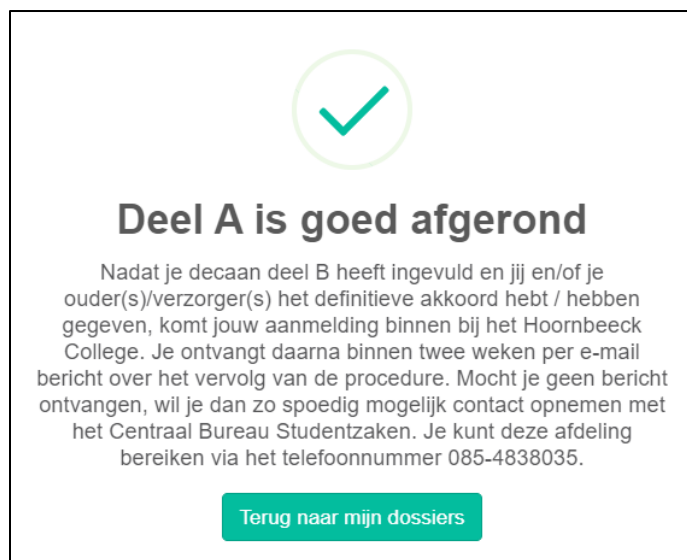 Deel A is goed afgerond
Nadat je decaan deel B heeft ingevuld en jij en/of je
ouder(s)/verzorger(s) het definitieve akkoord hebt / hebben
gegeven, komt jouw aanmelding binnen bij het Hoornbeeck
College. Je ontvangt daarna binnen twee weken per e-mail
bericht over het vervolg van de procedure. Mocht je geen bericht
ontvangen, wil je dan zo spoedig mogelijk contact opnemen met
het Centraal Bureau Studentzaken. Je kunt deze afdeling
bereiken via het telefoonnummer 085-4838035.
Terug naar mijn dossiers